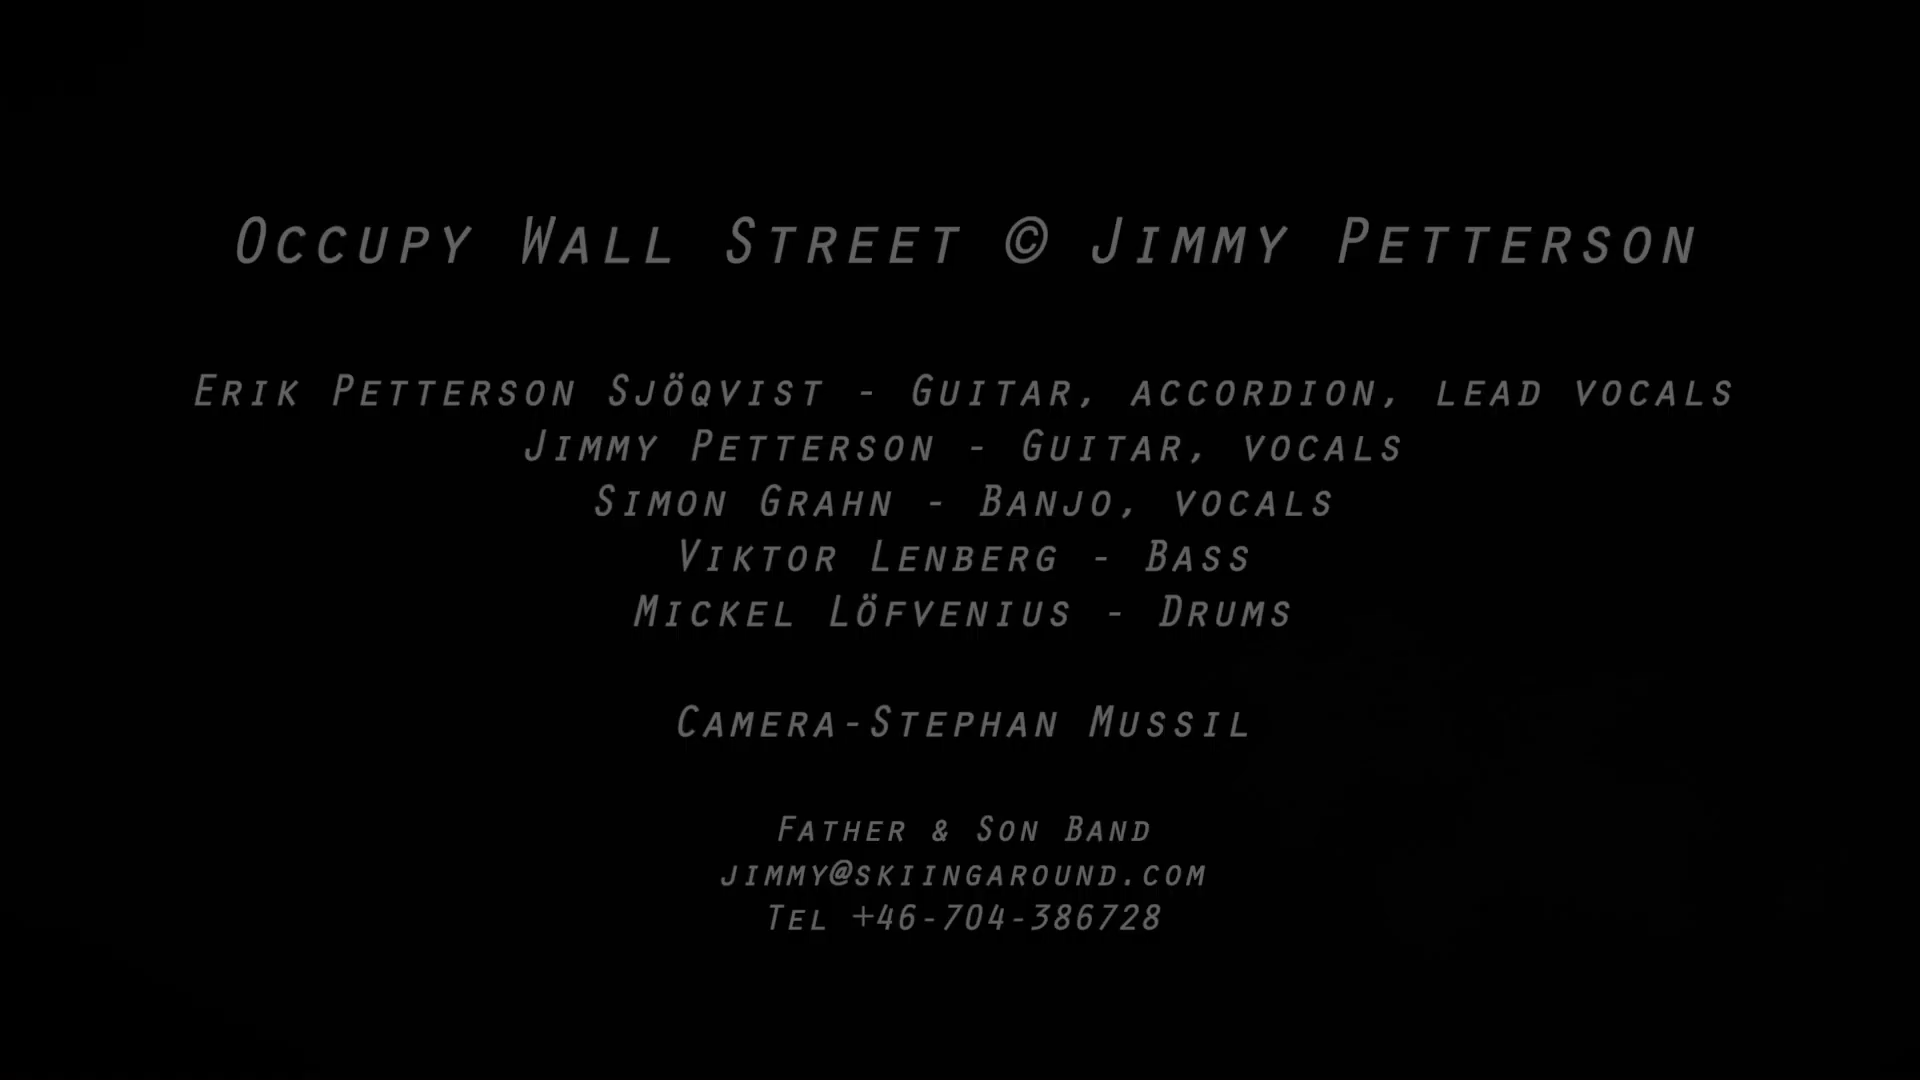 Occupy Wall Street © Jimmy Petterson
Erik Petterson Sjöqvist - Guitar, accordion, lead vocals
Jimmy Petterson - Guitar, vocals
Simon Grahn - Banjo, vocals
Viktor Lenberg - Bass
Mickel Löfvenius - Drums
Camera-Stephan Mussil
Father & Son Band
jimmy@skiingaround.com
Tel +46-704-386728